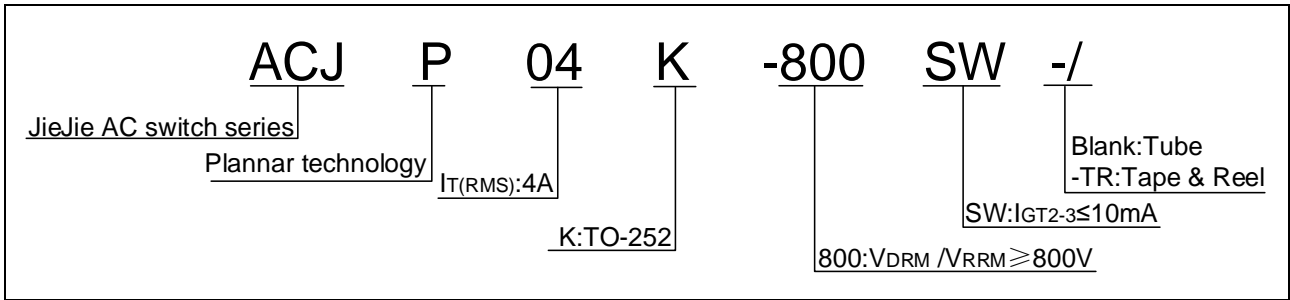 ACJ P 04 K -800 SW -/
JieJie AC switch series
Plannar technology
IT(RMS):4A
K:TO-252
800:VDRM /VRRM≥800V
SW:IGT2-3≤10mA
Blank:Tube
-TR:Tape & Reel